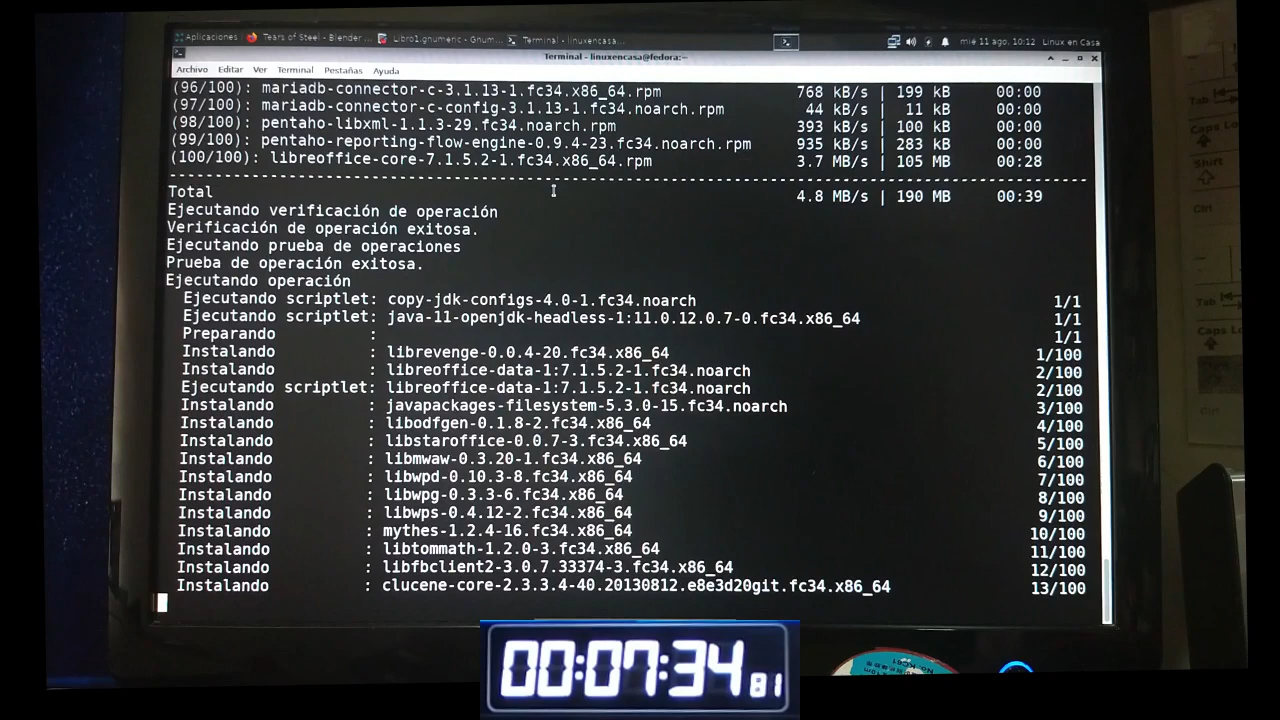 Aplicaciones Tears of Steel - Blender ... Libro1.gnumeric - Gnum... Terminal - linuxencasa... mié 11 ago, 10:12 Linux en Casa
Terminal - linuxencasa@fedora:~
Archivo Editar Ver Terminal Pestañas Ayuda
(96/100): mariadb-connector-c-3.1.13-1.fc34.x86_64.rpm 768 kB/s | 199 kB 00:00
(97/100): mariadb-connector-c-config-3.1.13-1.fc34.noarch.rpm 44 kB/s | 11 kB 00:00
(98/100): pentaho-libxml-1.1.3-29.fc34.noarch.rpm 393 kB/s | 100 kB 00:00
(99/100): pentaho-reporting-flow-engine-0.9.4-23.fc34.noarch.rpm 935 kB/s | 283 kB 00:00
(100/100): libreoffice-core-7.1.5.2-1.fc34.x86_64.rpm 3.7 MB/s | 105 MB 00:28
Total 4.8 MB/s | 190 MB 00:39
Ejecutando verificación de operación
Verificación de operación exitosa.
Ejecutando prueba de operaciones
Prueba de operación exitosa.
Ejecutando operación
Ejecutando scriptlet: copy-jdk-configs-4.0-1.fc34.noarch 1/1
Ejecutando scriptlet: java-11-openjdk-headless-1:11.0.12.0.7-0.fc34.x86_64 1/1
Preparando : 1/1
Instalando : librevenge-0.0.4-20.fc34.x86_64 1/100
Instalando : libreoffice-data-1:7.1.5.2-1.fc34.noarch 2/100
Ejecutando scriptlet: libreoffice-data-1:7.1.5.2-1.fc34.noarch 2/100
Instalando : javapackages-filesystem-5.3.0-15.fc34.noarch 3/100
Instalando : libodfgen-0.1.8-2.fc34.x86_64 4/100
Instalando : libstaroffice-0.0.7-3.fc34.x86_64 5/100
Instalando : libmwaw-0.3.20-1.fc34.x86_64 6/100
Instalando : libwpd-0.10.3-8.fc34.x86_64 7/100
Instalando : libwpg-0.3.3-6.fc34.x86_64 8/100
Instalando : libwps-0.4.12-2.fc34.x86_64 9/100
Instalando : mythes-1.2.4-16.fc34.x86_64 10/100
Instalando : libtommath-1.2.0-3.fc34.x86_64 11/100
Instalando : libfbclient2-3.0.7.33374-3.fc34.x86_64 12/100
Instalando : clucene-core-2.3.3.4-40.20130812.e8e3d20git.fc34.x86_64 13/100
00:07:34 81
Tab
Caps Lo
Shift
Ctrl
Tab
Caps L
Ctrl
No. KC61